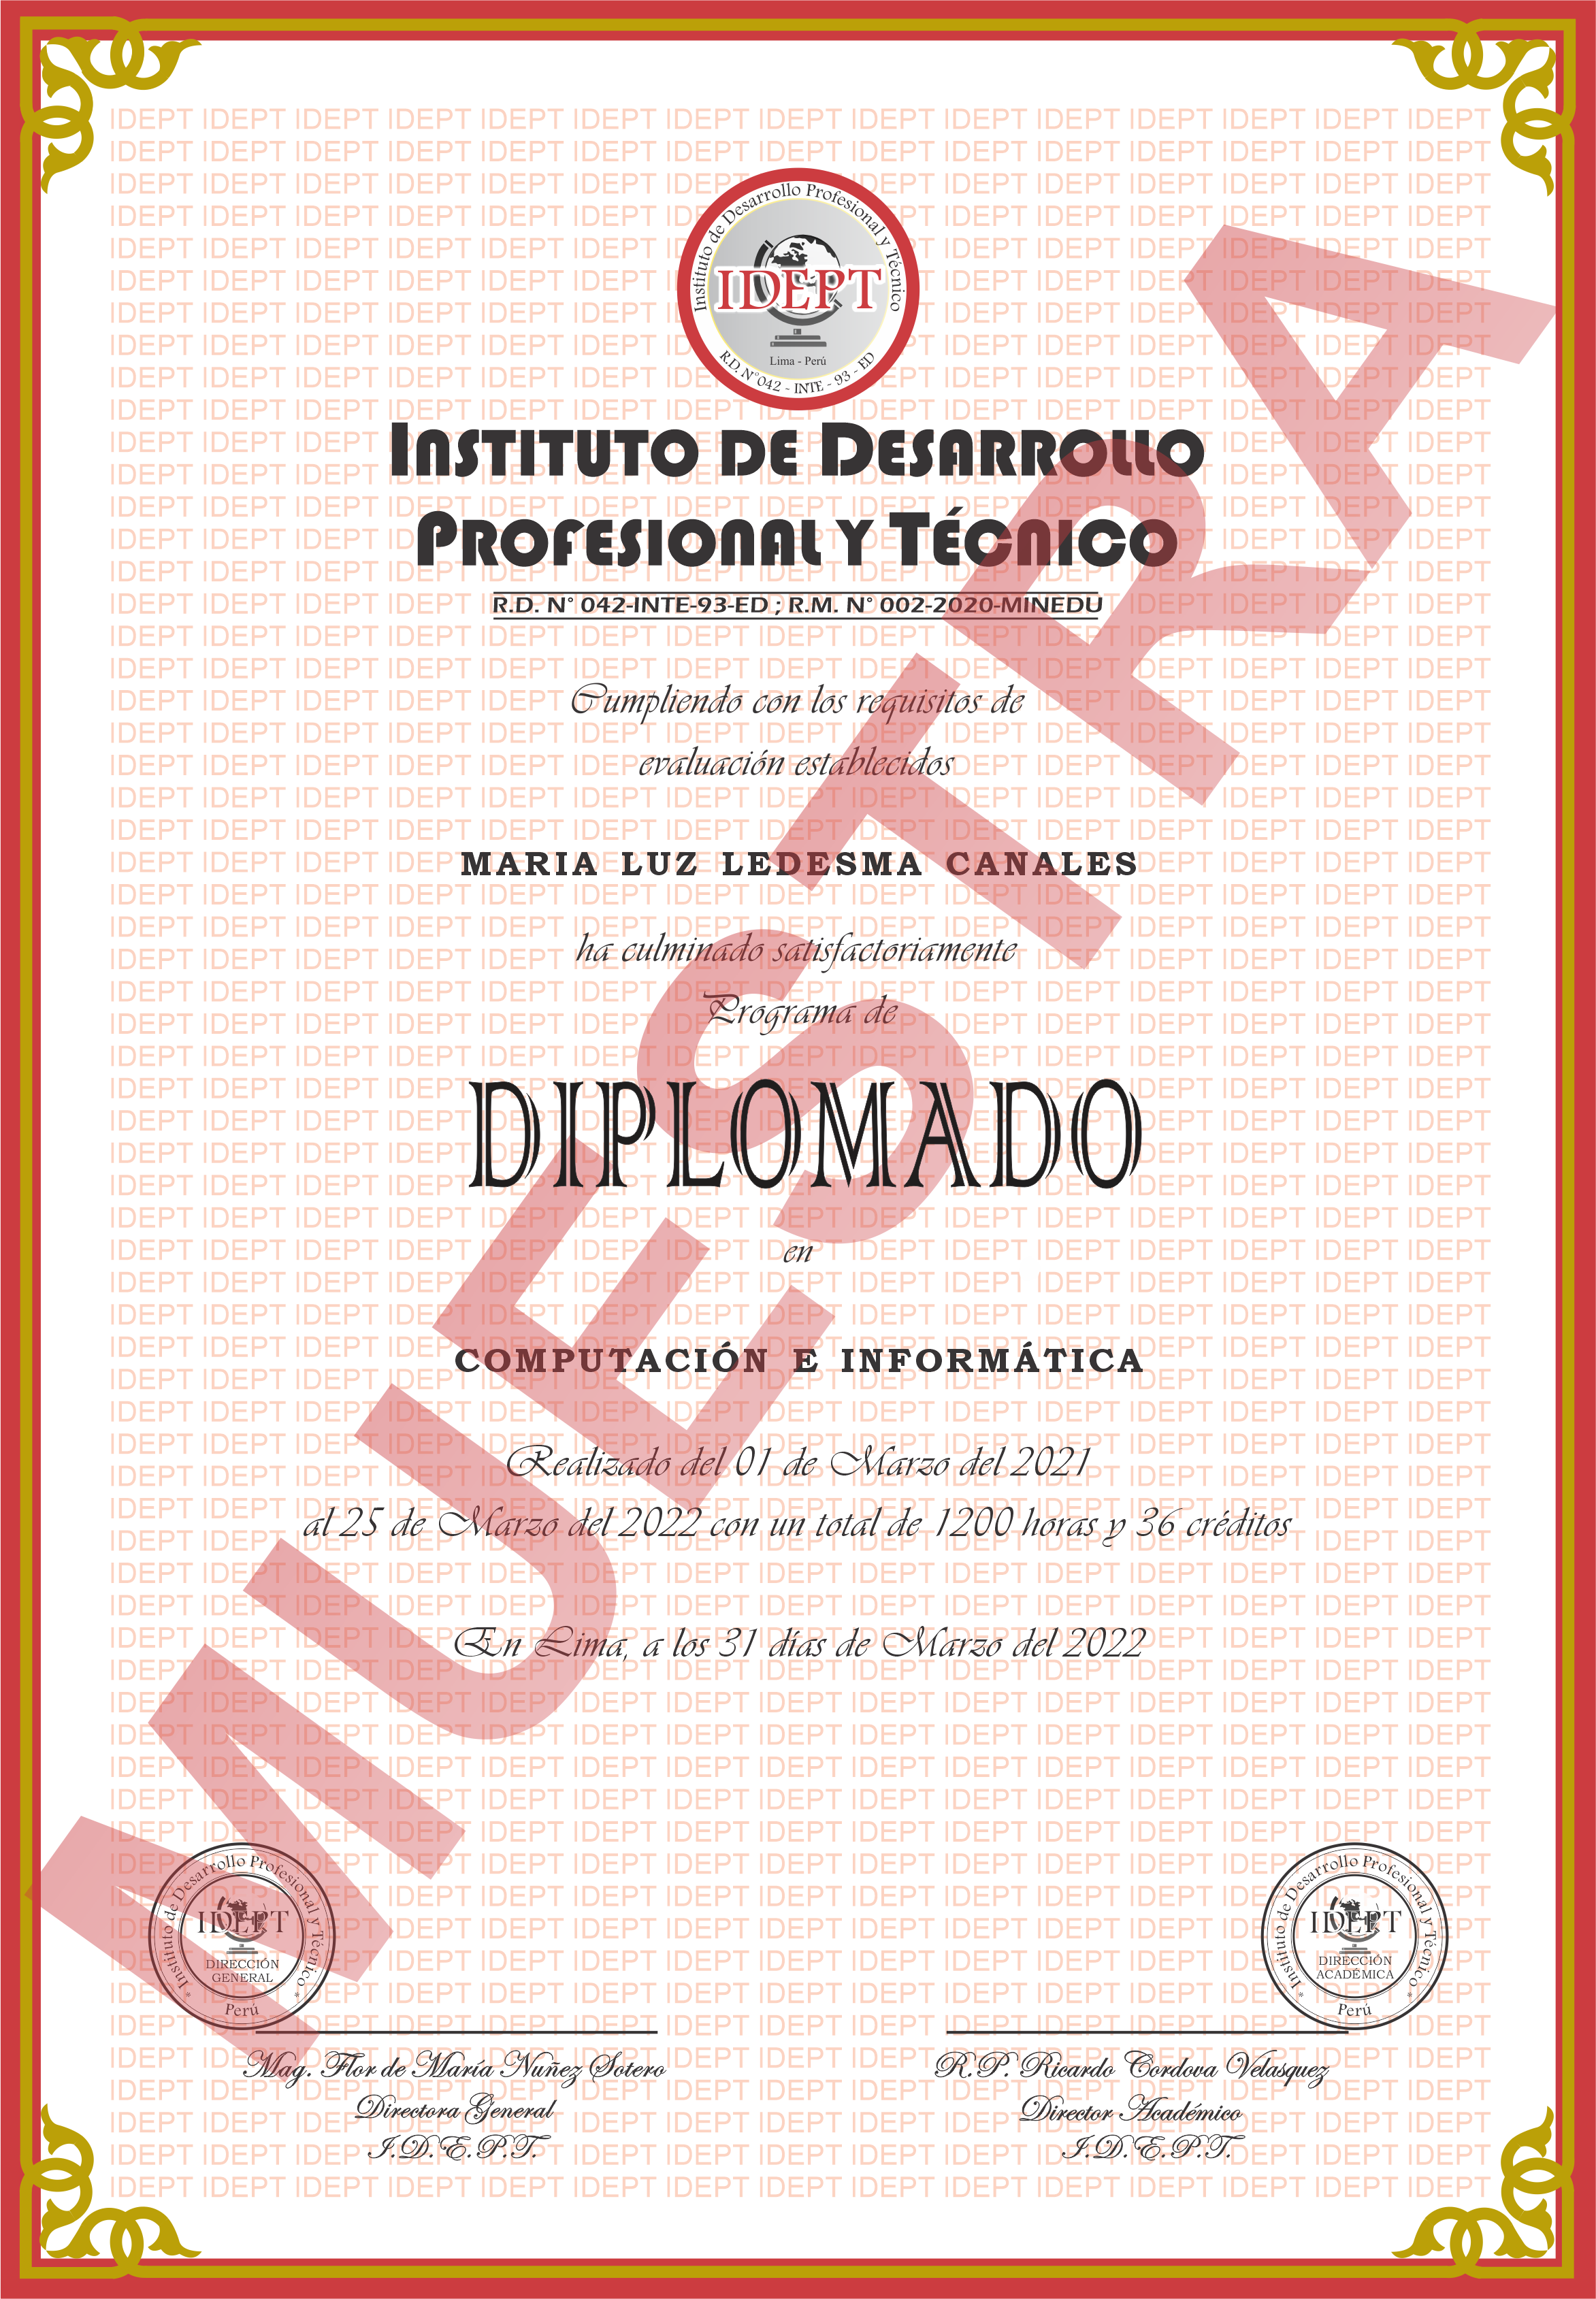 Instituto de Desarrollo Profesional y Técnico
IDEPT
Lima - Perú
R.D. N°042 - INTE - 93 - ED
INSTITUTO DE DESARROLLO
PROFESIONAL Y TÉCNICO
R.D. N° 042-INTE-93-ED ; R.M. N° 002-2020-MINEDU
Cumpliendo con los requisitos de
evaluación establecidos
MARIA LUZ LEDESMA CANALES
ha culminado satisfactoriamente
Programa de
DIPLOMADO
en
COMPUTACIÓN E INFORMÁTICA
Realizado del 01 de Marzo del 2021
al 25 de Marzo del 2022 con un total de 1200 horas y 36 créditos
En Lima, a los 31 días de Marzo del 2022
MUESTRA
* Instituto de Desarrollo Profesional y Técnico *
IDEPT
DIRECCIÓN
GENERAL
Perú
Mag. Flor de María Nuñez Sotero
Directora General
I.D.E.P.T.
* Instituto de Desarrollo Profesional y Técnico *
IDEPT
DIRECCIÓN
ACADÉMICA
Perú
R.P. Ricardo Cordova Velasquez
Director Académico
I.D.E.P.T.